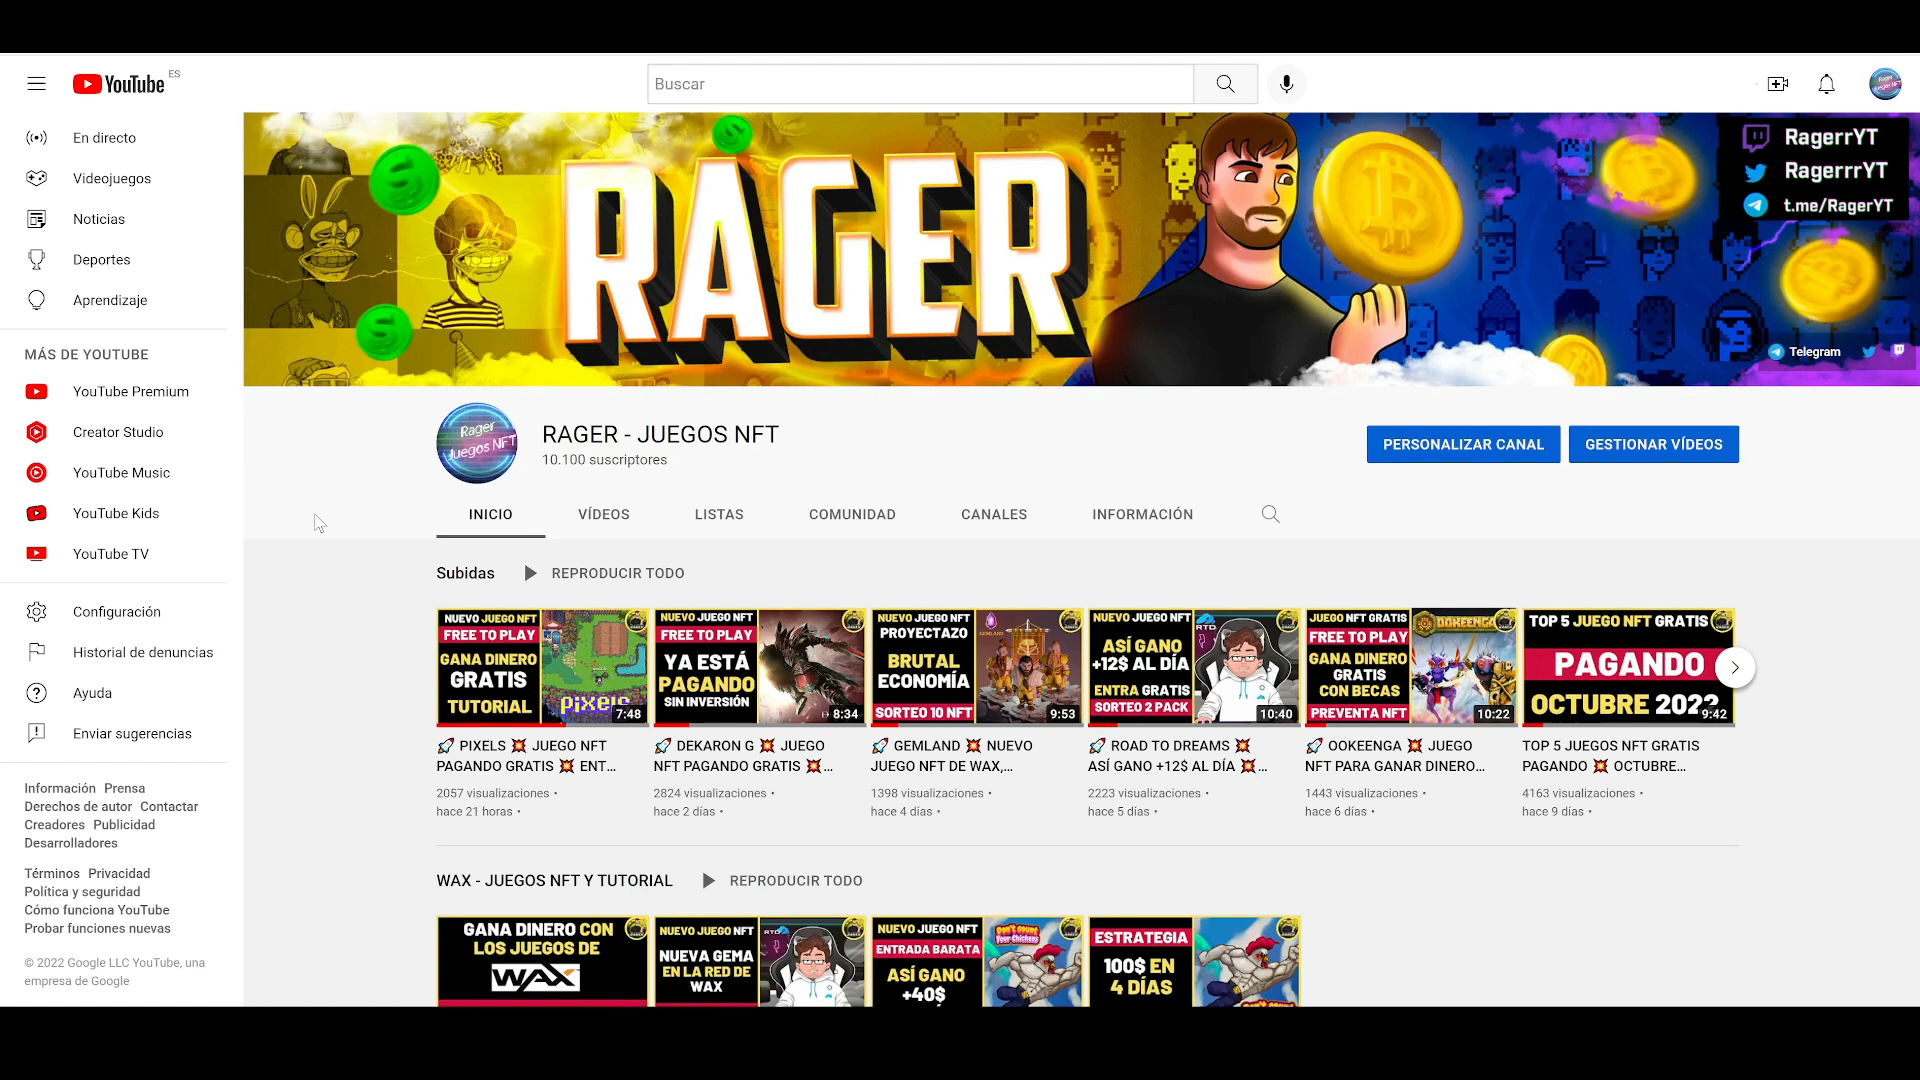 YouTube ES
Buscar
En directo
Videojuegos
Noticias
Deportes
Aprendizaje
MÁS DE YOUTUBE
YouTube Premium
Creator Studio
YouTube Music
YouTube Kids
YouTube TV
Configuración
Historial de denuncias
Ayuda
Enviar sugerencias
Información Prensa
Derechos de autor Contactar
Creadores Publicidad
Desarrolladores
Términos Privacidad
Política y seguridad
Cómo funciona YouTube
Probar funciones nuevas
© 2022 Google LLC YouTube, una
empresa de Google
RAGER
RagerrYT
RagerrrYT
t.me/RagerYT
Telegram
Rager
Juegos NFT
RAGER - JUEGOS NFT
10.100 suscriptores
PERSONALIZAR CANAL
GESTIONAR VÍDEOS
INICIO
VÍDEOS
LISTAS
COMUNIDAD
CANALES
INFORMACIÓN
Subidas
REPRODUCIR TODO
NUEVO JUEGO NFT
FREE TO PLAY
GANA DINERO
GRATIS
TUTORIAL
pixels
7:48
🚀 PIXELS 💥 JUEGO NFT
PAGANDO GRATIS 💥 ENT...
2057 visualizaciones •
hace 21 horas •
NUEVO JUEGO NFT
FREE TO PLAY
YA ESTÁ
PAGANDO
SIN INVERSIÓN
8:34
🚀 DEKARON G 💥 JUEGO
NFT PAGANDO GRATIS 💥...
2824 visualizaciones •
hace 2 días •
NUEVO JUEGO NFT
PROYECTAZO
BRUTAL
ECONOMÍA
SORTEO 10 NFT
9:53
🚀 GEMLAND 💥 NUEVO
JUEGO NFT DE WAX,...
1398 visualizaciones •
hace 4 días •
NUEVO JUEGO NFT
ASÍ GANO
+12$ AL DÍA
ENTRA GRATIS
SORTEO 2 PACK
RTD
10:40
🚀 ROAD TO DREAMS 💥
ASÍ GANO +12$ AL DÍA 💥...
2223 visualizaciones •
hace 5 días •
JUEGO NFT GRATIS
FREE TO PLAY
GANA DINERO
GRATIS
CON BECAS
PREVENTA NFT
OOKEENGA
10:22
🚀 OOKEENGA 💥 JUEGO
NFT PARA GANAR DINERO...
1443 visualizaciones •
hace 6 días •
TOP 5 JUEGO NFT GRATIS
PAGANDO
OCTUBRE 2022
9:42
TOP 5 JUEGOS NFT GRATIS
PAGANDO 💥 OCTUBRE...
4163 visualizaciones •
hace 9 días •
WAX - JUEGOS NFT Y TUTORIAL
REPRODUCIR TODO
GANA DINERO CON
LOS JUEGOS DE
WAX
NUEVO JUEGO NFT
NUEVA GEMA
EN LA RED DE
WAX
RTD
NUEVO JUEGO NFT
ENTRADA BARATA
ASÍ GANO
+40$
Don't Count
Your Chickens
ESTRATEGIA
100$ EN
4 DÍAS